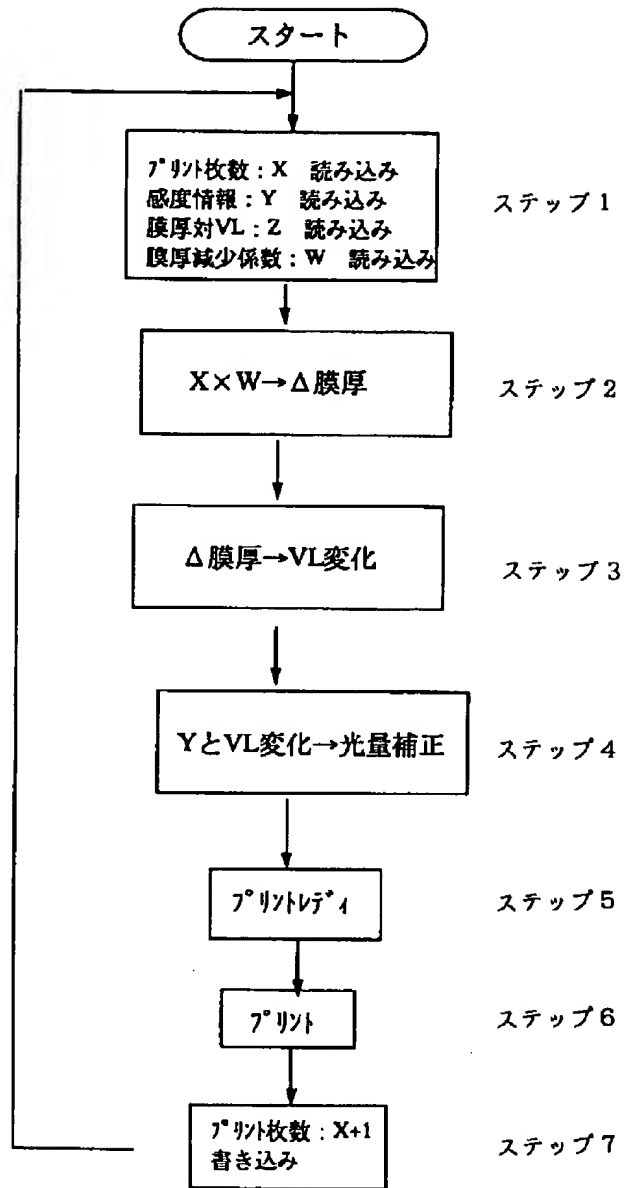 スタート
プリント枚数:X 読み込み
感度情報:Y 読み込み
膜厚対VL:Z 読み込み
膜厚減少係数:W 読み込み
ステップ1
X×W→Δ膜厚
ステップ2
Δ膜厚→VL変化
ステップ3
YとVL変化→光量補正
ステップ4
プリントレディ
ステップ5
プリント
ステップ6
プリント枚数:X+1
書き込み
ステップ7